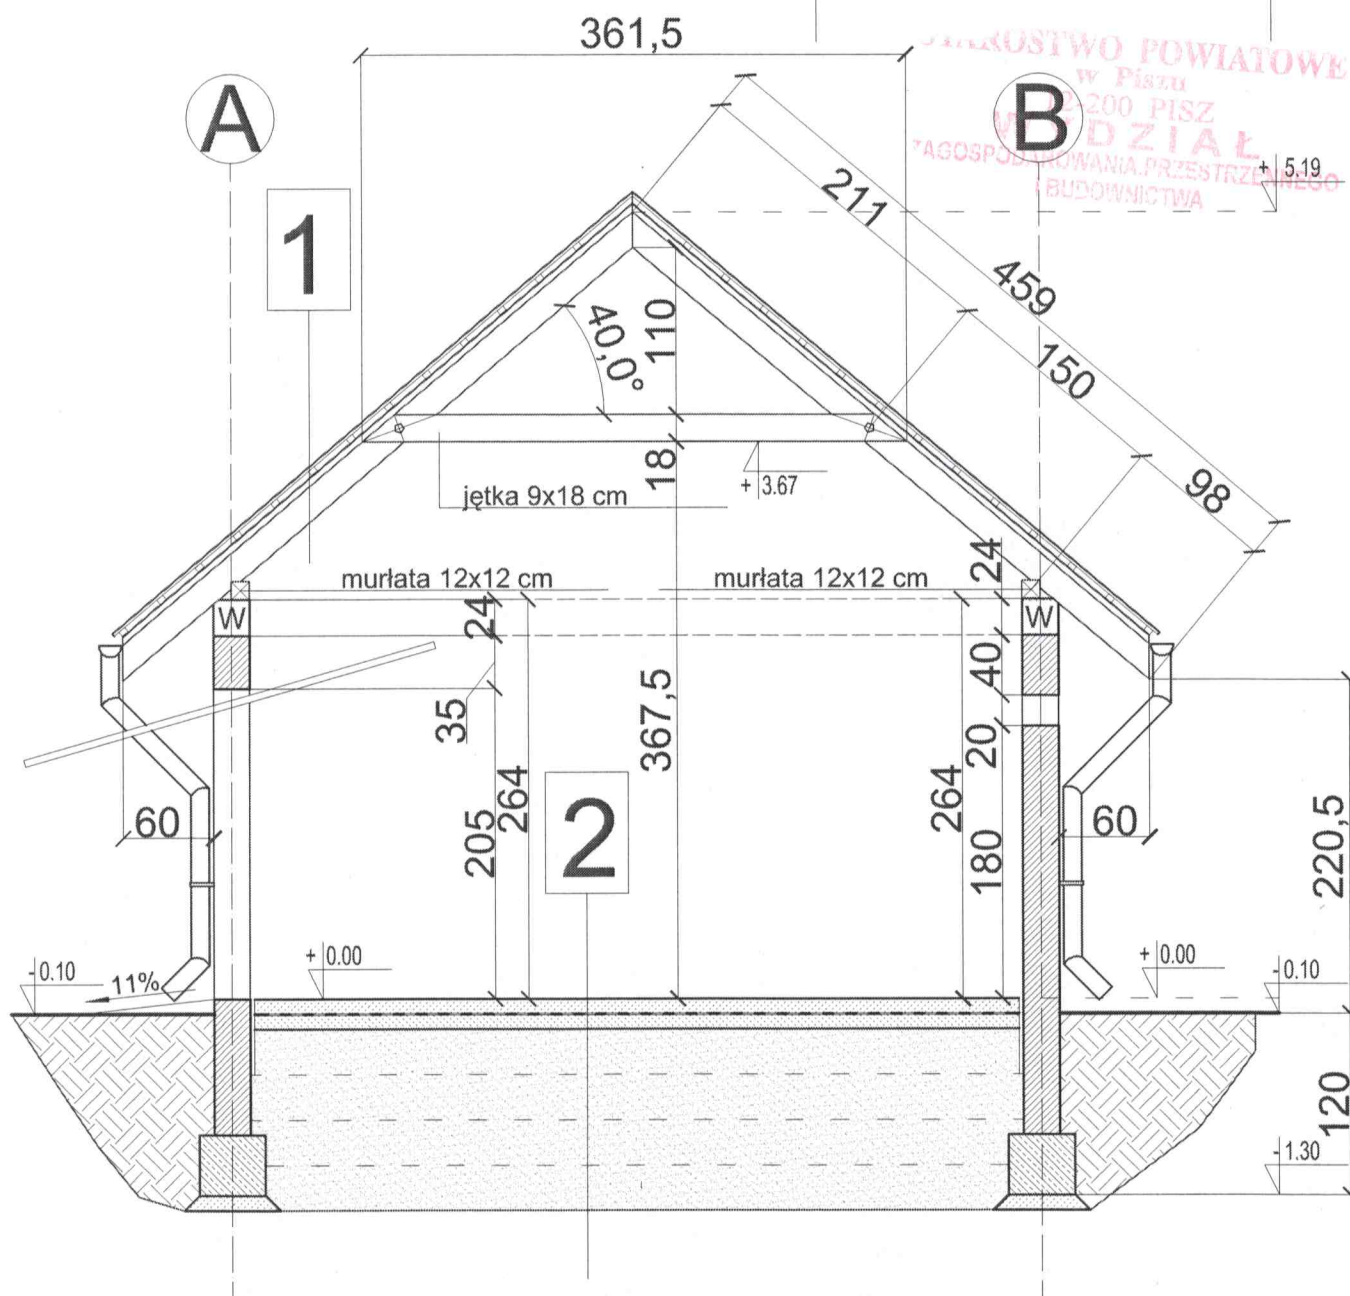 361,5
STAROSTWO POWIATOWE
w Piszu
12-200 PISZ
WYDZIAŁ
ZAGOSPODAROWANIA PRZESTRZENNEGO
I BUDOWNICTWA
A
B
+ 5.19
1
211
459
150
98
40,0°
110
18
+ 3.67
jętka 9x18 cm
murłata 12x12 cm
murłata 12x12 cm
24
24
W
W
35
40
20
367,5
264
264
205
180
2
60
60
220,5
- 0.10
11%
+ 0.00
+ 0.00
- 0.10
120
- 1.30